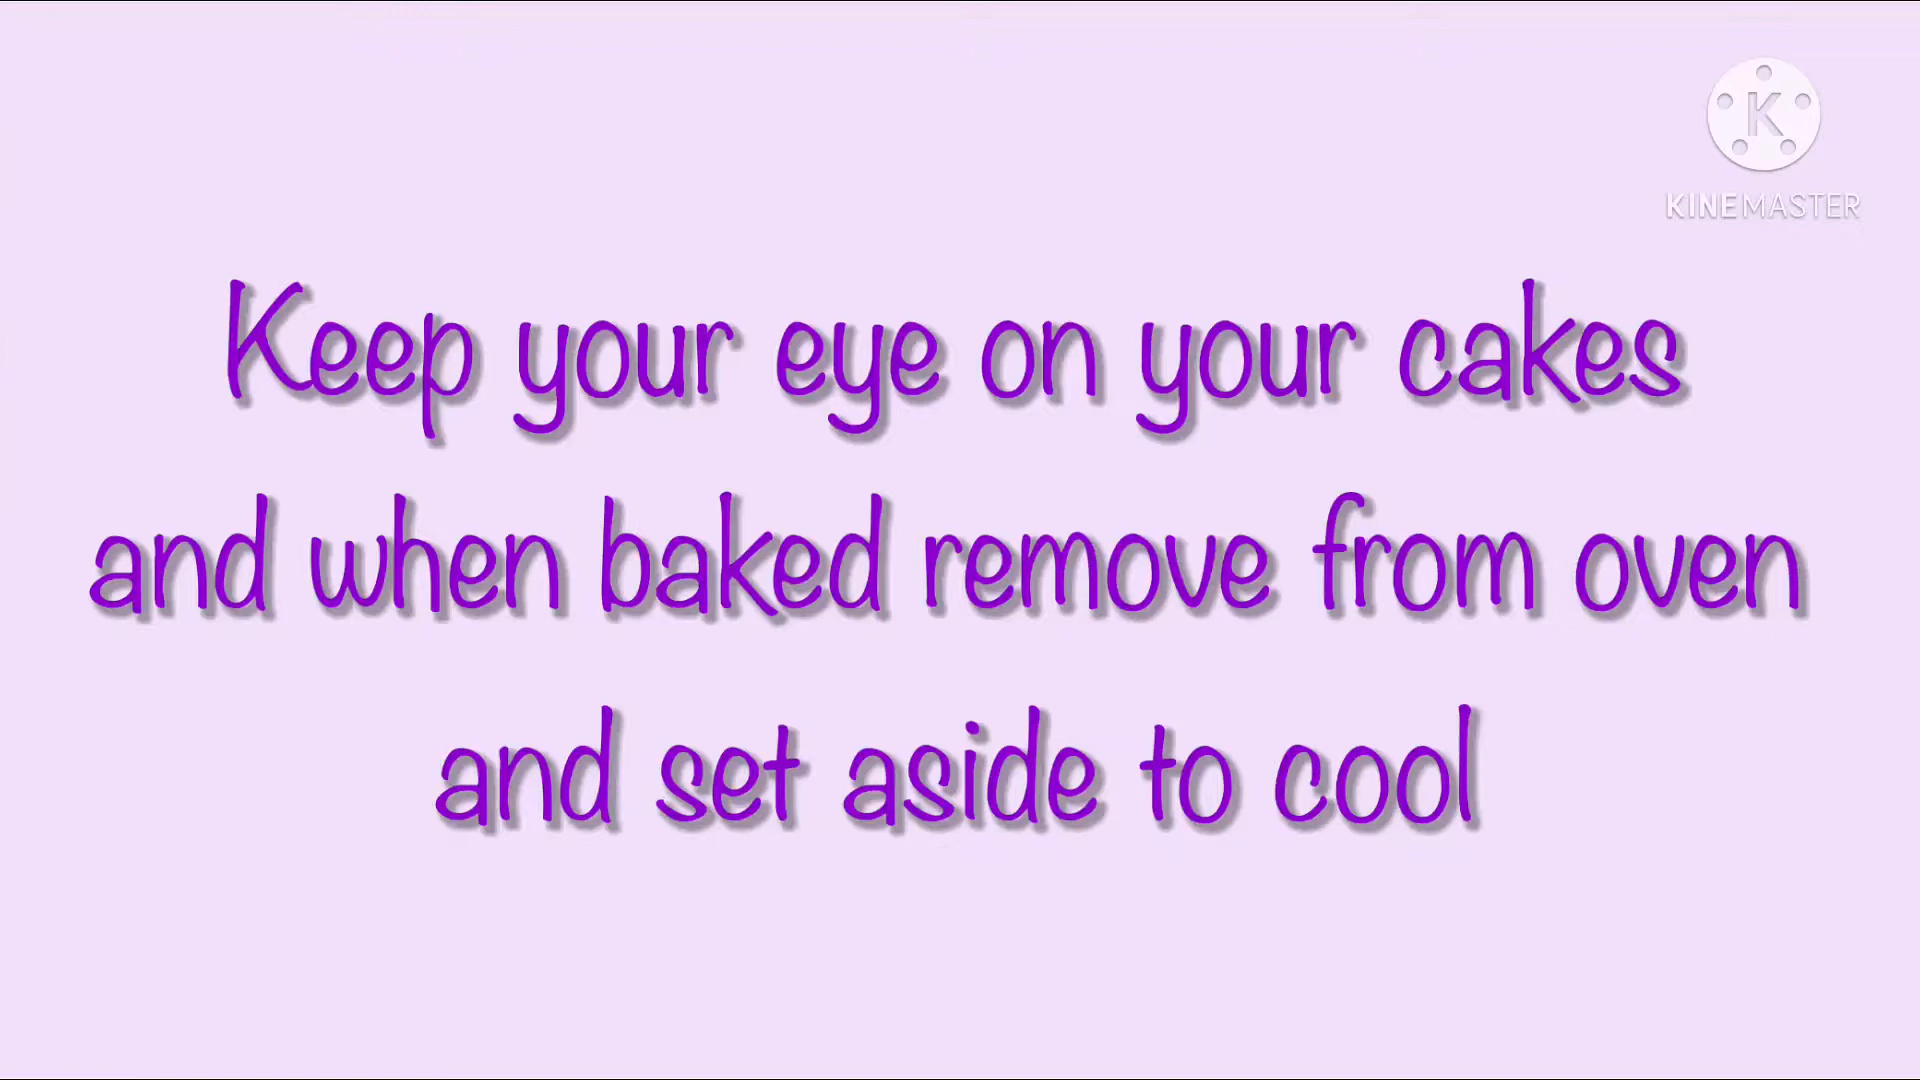 K
KINEMASTER
Keep your eye on your cakes
and when baked remove from oven
and set aside to cool